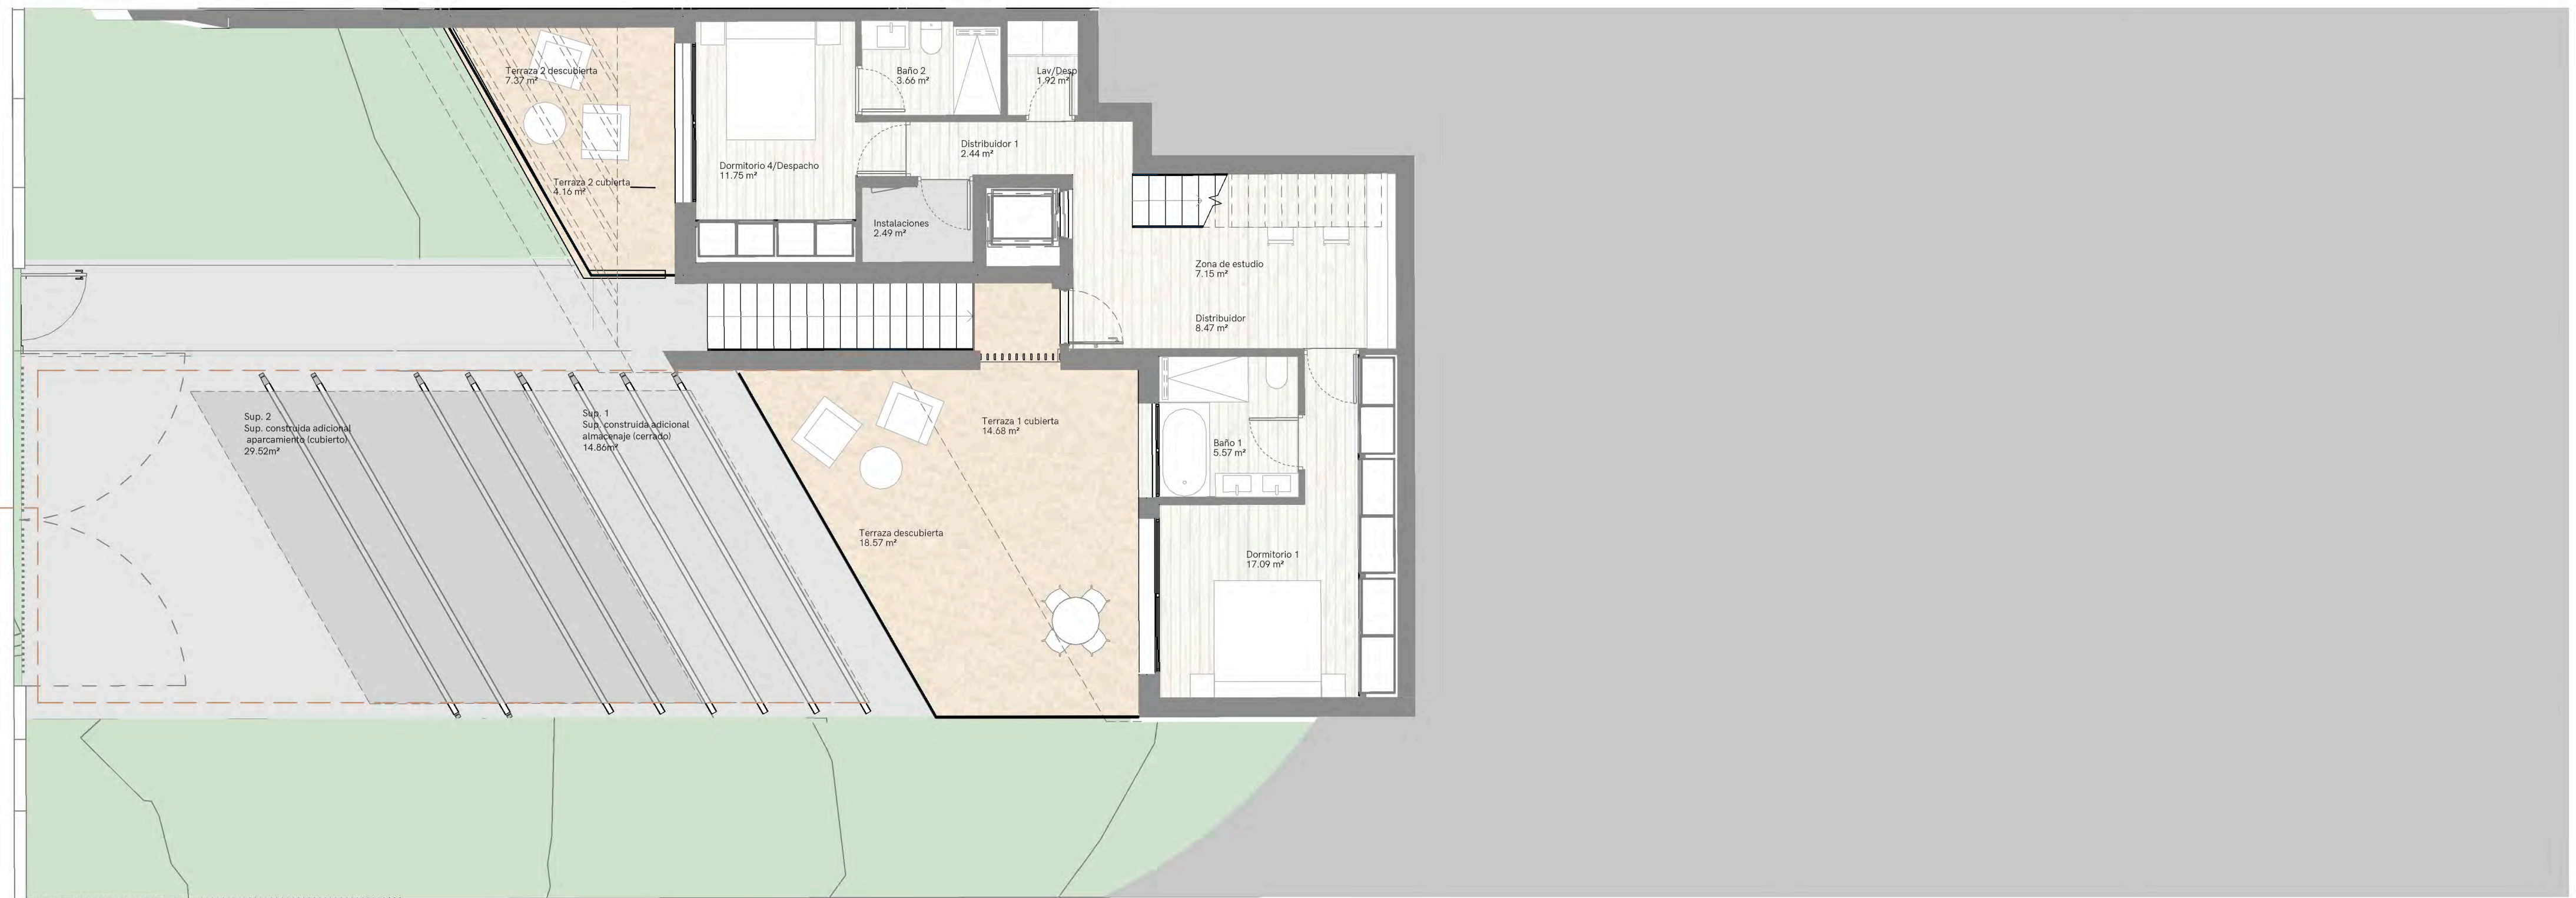 Terraza 2 descubierta
7.37 m²
Terraza 2 cubierta
4.16 m²
Dormitorio 4/Despacho
11.75 m²
Baño 2
3.66 m²
Lav/Desp
1.92 m²
Distribuidor 1
2.44 m²
Instalaciones
2.49 m²
Zona de estudio
7.15 m²
Distribuidor
8.47 m²
Sup. 2
Sup. construida adicional
aparcamiento (cubierto)
29.52m²
Sup. 1
Sup. construida adicional
almacenaje (cerrado)
14.86m²
Terraza 1 cubierta
14.68 m²
Terraza descubierta
18.57 m²
Baño 1
5.57 m²
Dormitorio 1
17.09 m²